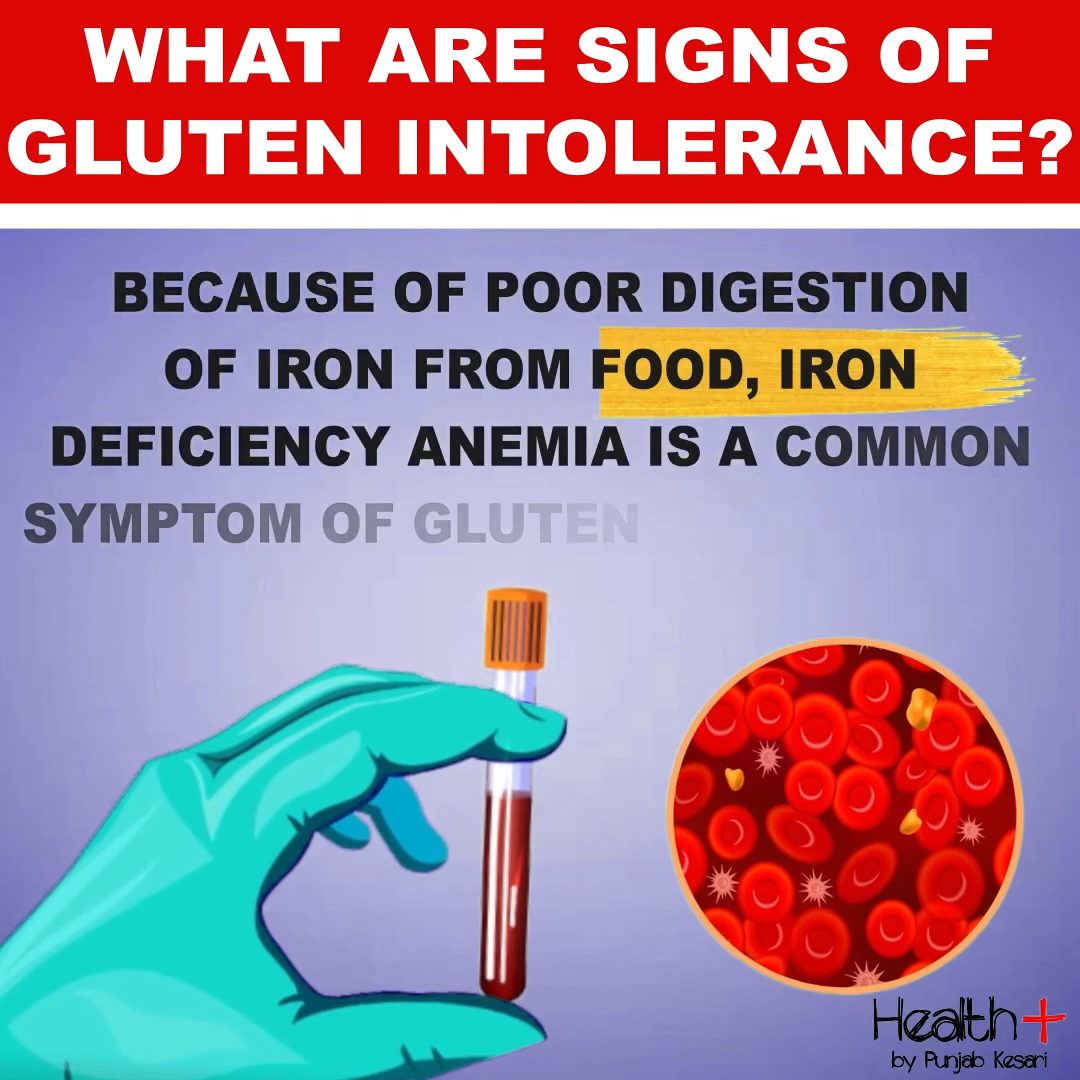 WHAT ARE SIGNS OF
GLUTEN INTOLERANCE?
BECAUSE OF POOR DIGESTION
OF IRON FROM FOOD, IRON
DEFICIENCY ANEMIA IS A COMMON
SYMPTOM OF GLUTEN
Health+
by Punjab Kesari